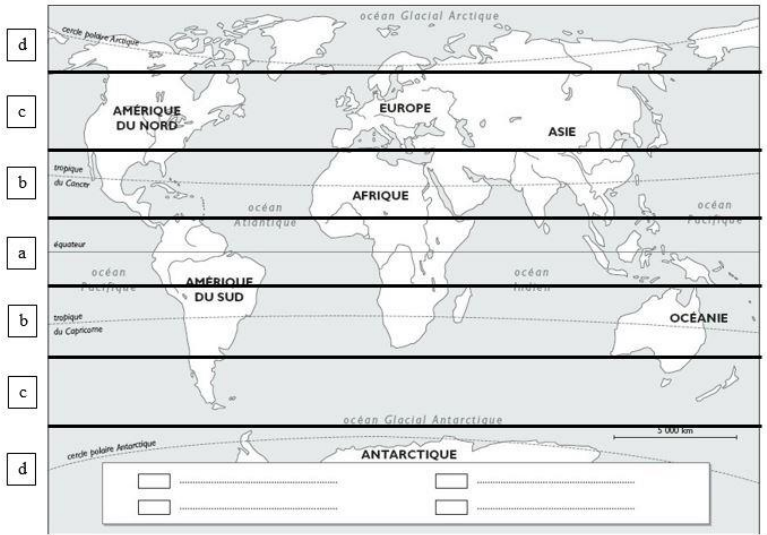 océan Glacial Arctique
cercle polaire Arctique
d
c
AMÉRIQUE
DU NORD
EUROPE
ASIE
b
tropique
du Cancer
AFRIQUE
océan
Atlantique
océan
Pacifique
a
équateur
océan
Pacifique
AMÉRIQUE
DU SUD
océan
Indien
b
tropique
du Capricorne
OCÉANIE
c
océan Glacial Antarctique
5 000 km
cercle polaire Antarctique
ANTARCTIQUE
d